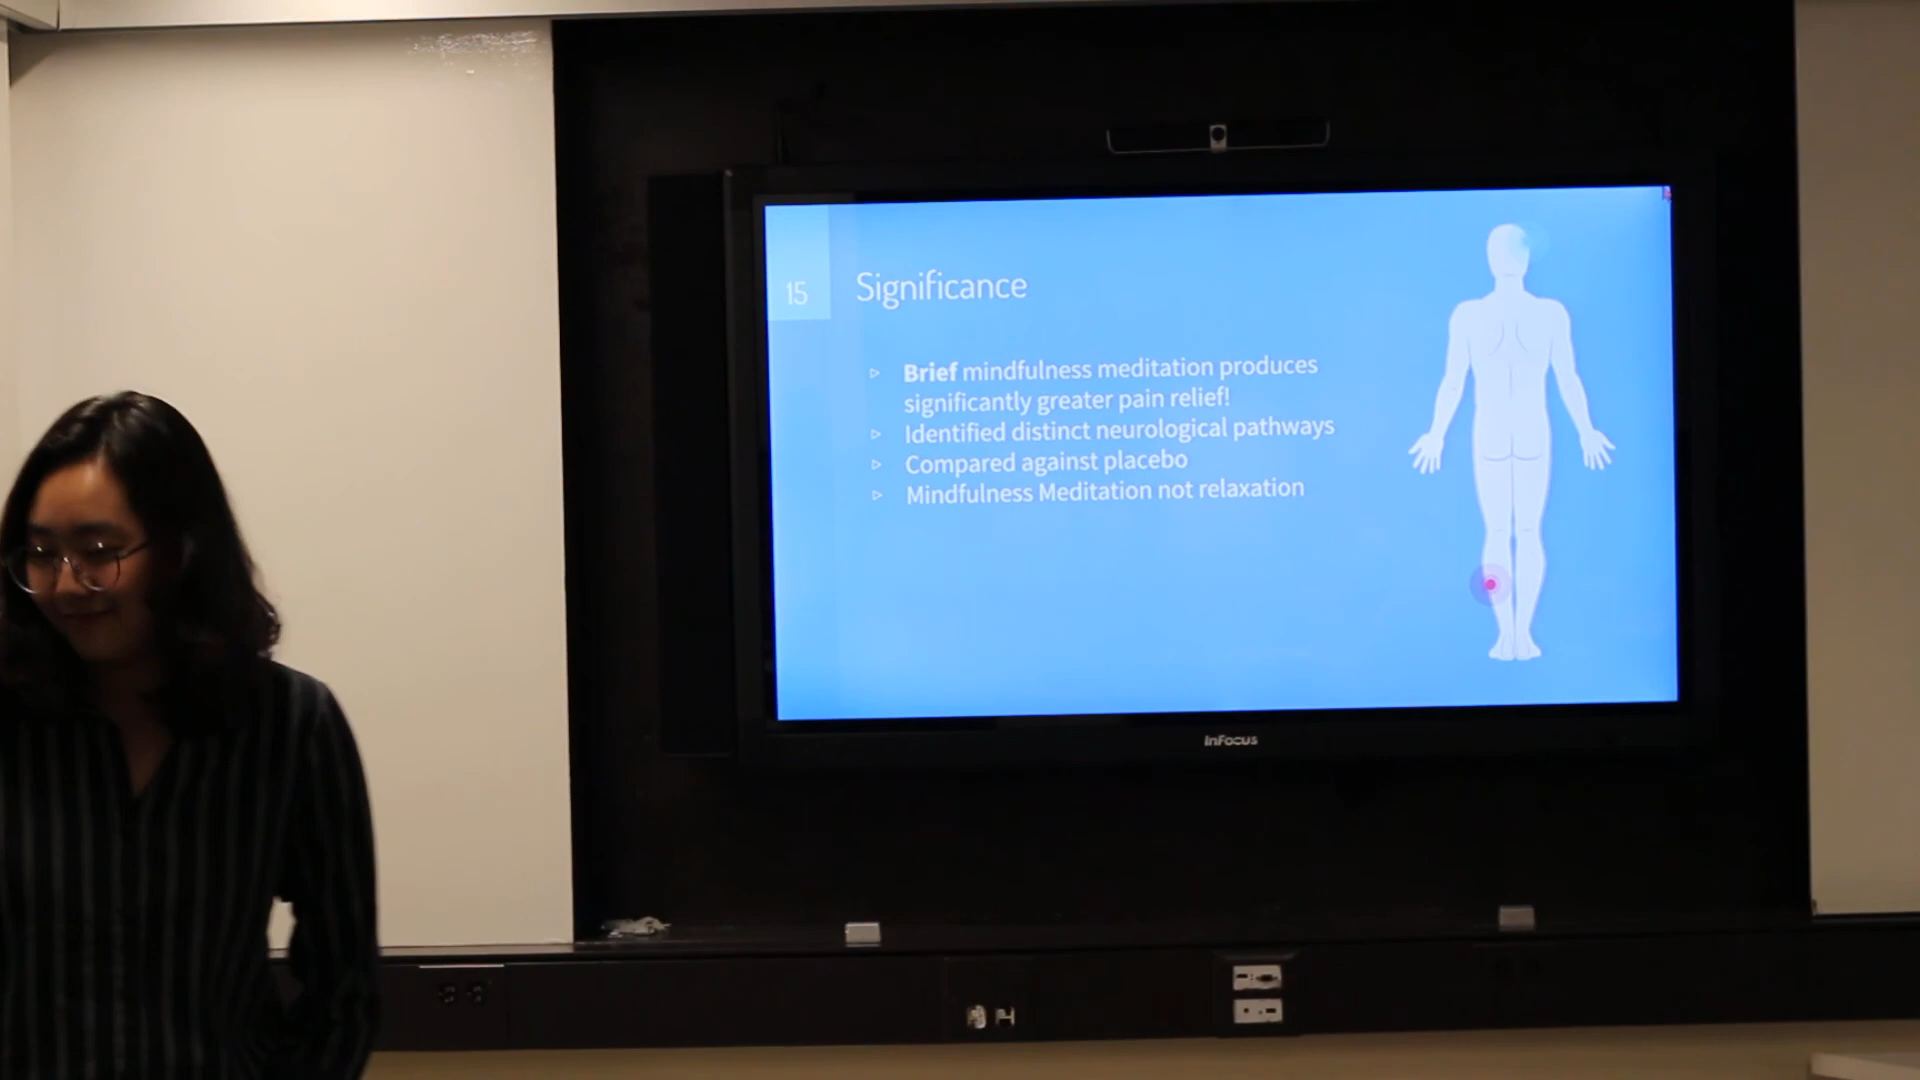 15
Significance
Brief mindfulness meditation produces
significantly greater pain relief!
Identified distinct neurological pathways
Compared against placebo
Mindfulness Meditation not relaxation
InFocus